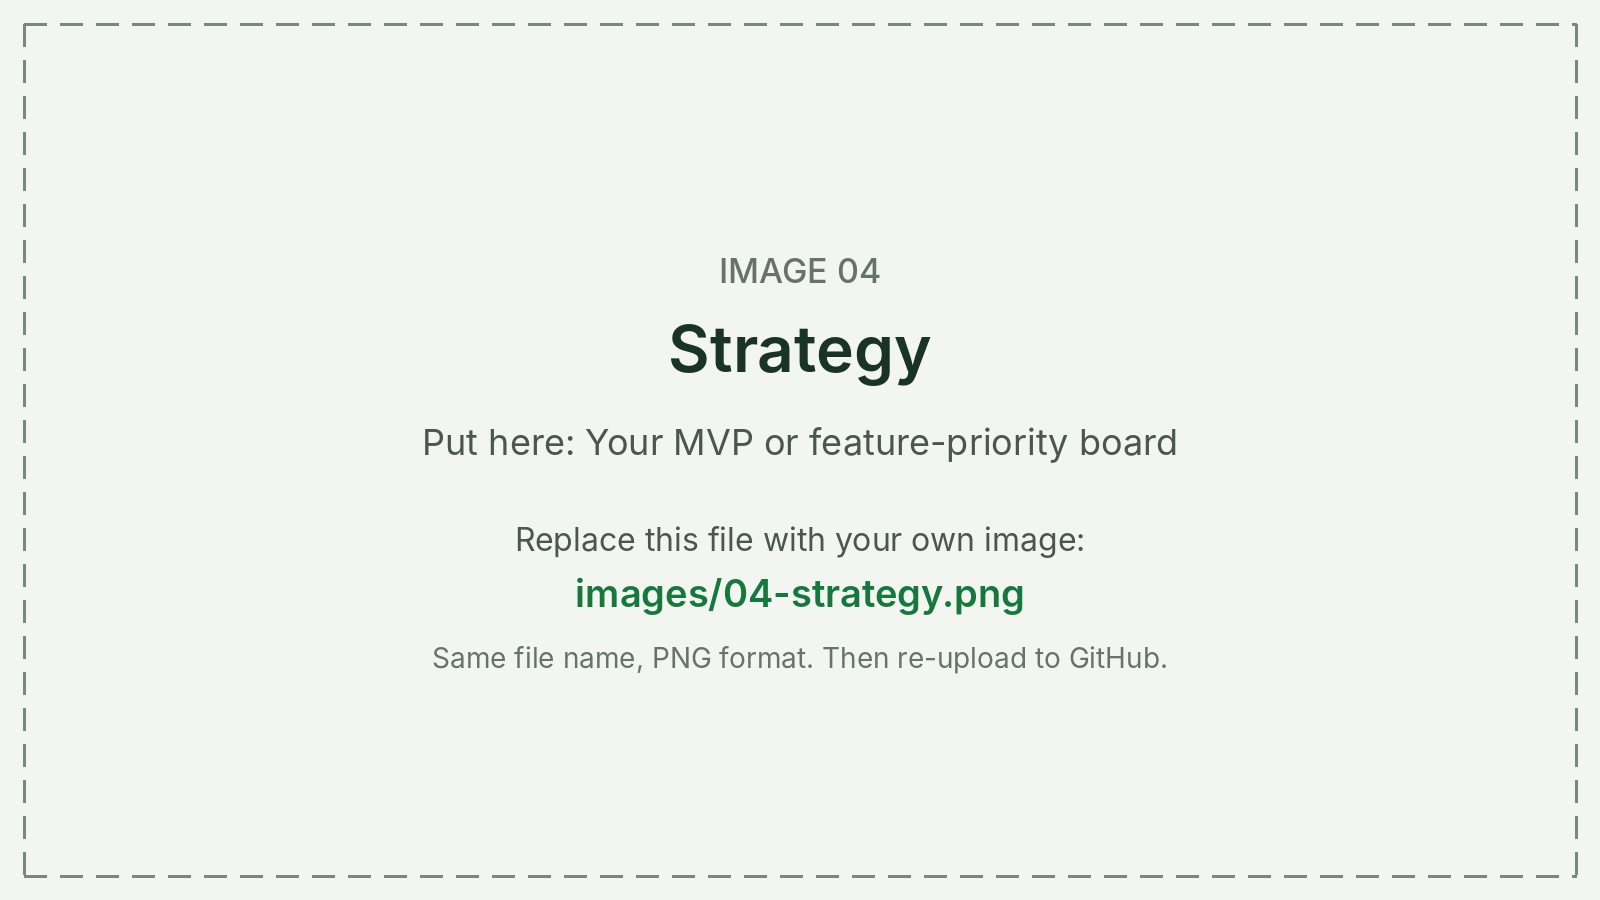 IMAGE 04
Strategy
Put here: Your MVP or feature-priority board
Replace this file with your own image:
images/04-strategy.png
Same file name, PNG format. Then re-upload to GitHub.